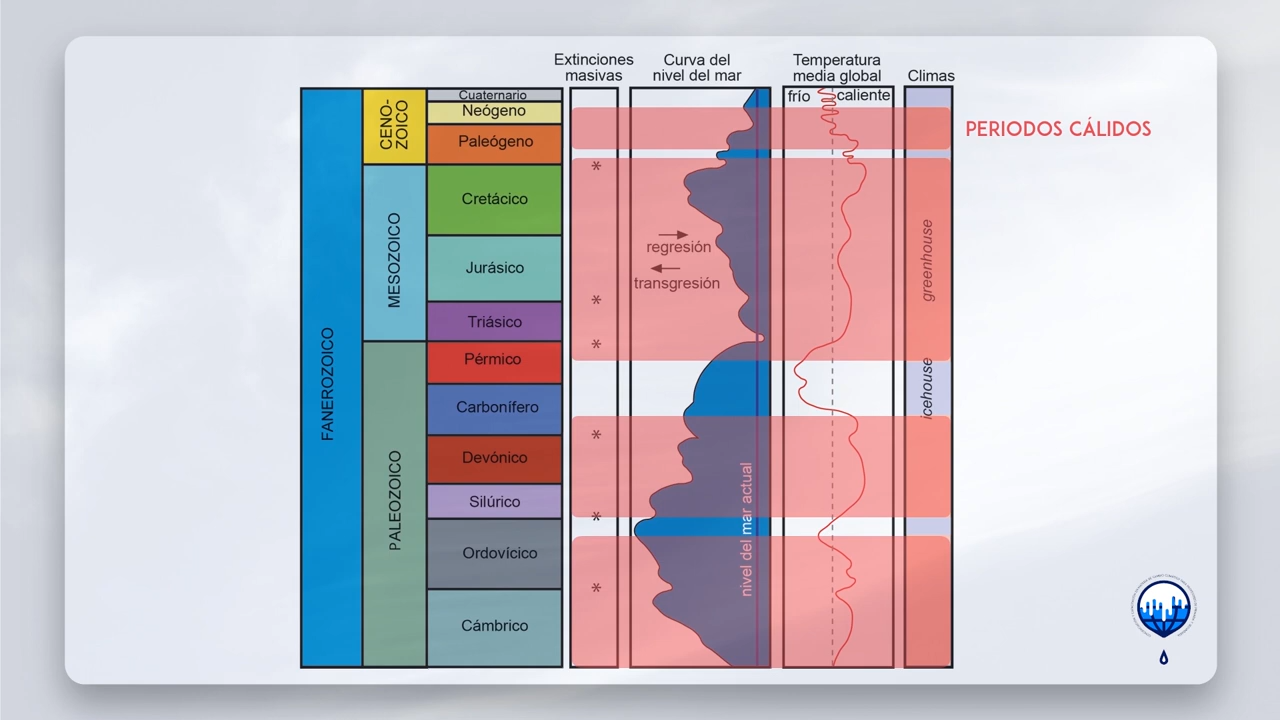 Extinciones
masivas
Curva del
nivel del mar
Temperatura
media global
Climas
frío
caliente
FANEROZOICO
CENO-
ZOICO
MESOZOICO
PALEOZOICO
Cuaternario
Neógeno
Paleógeno
Cretácico
Jurásico
Triásico
Pérmico
Carbonífero
Devónico
Silúrico
Ordovícico
Cámbrico
*
*
*
*
*
*
regresión
transgresión
nivel del mar actual
greenhouse
icehouse
PERIODOS CÁLIDOS